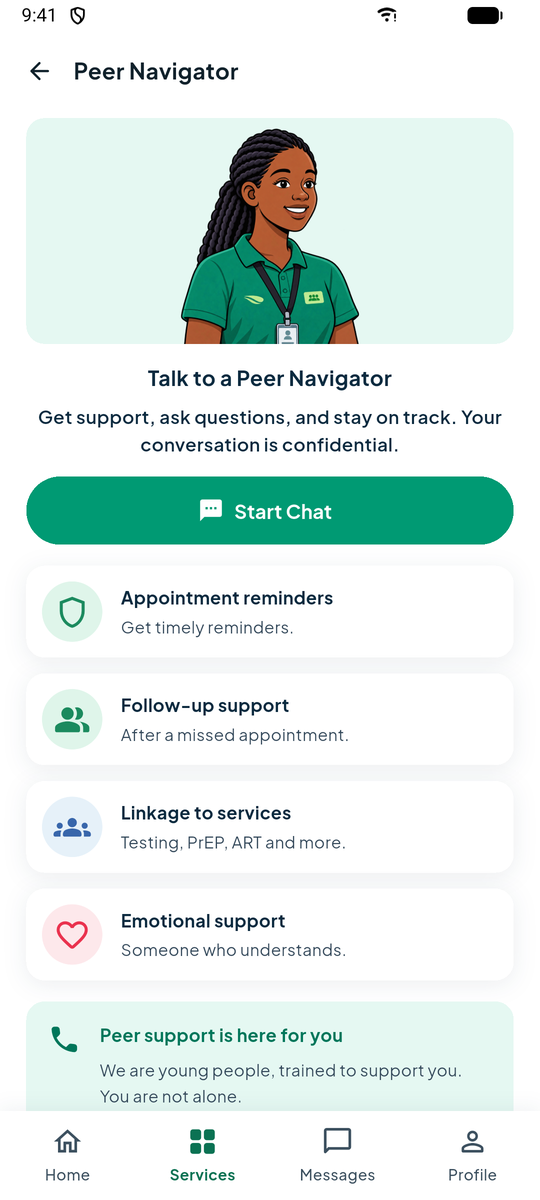 9:41
Peer Navigator
Talk to a Peer Navigator
Get support, ask questions, and stay on track. Your
conversation is confidential.
Start Chat
Appointment reminders
Get timely reminders.
Follow-up support
After a missed appointment.
Linkage to services
Testing, PrEP, ART and more.
Emotional support
Someone who understands.
Peer support is here for you
We are young people, trained to support you.
You are not alone.
Home
Services
Messages
Profile